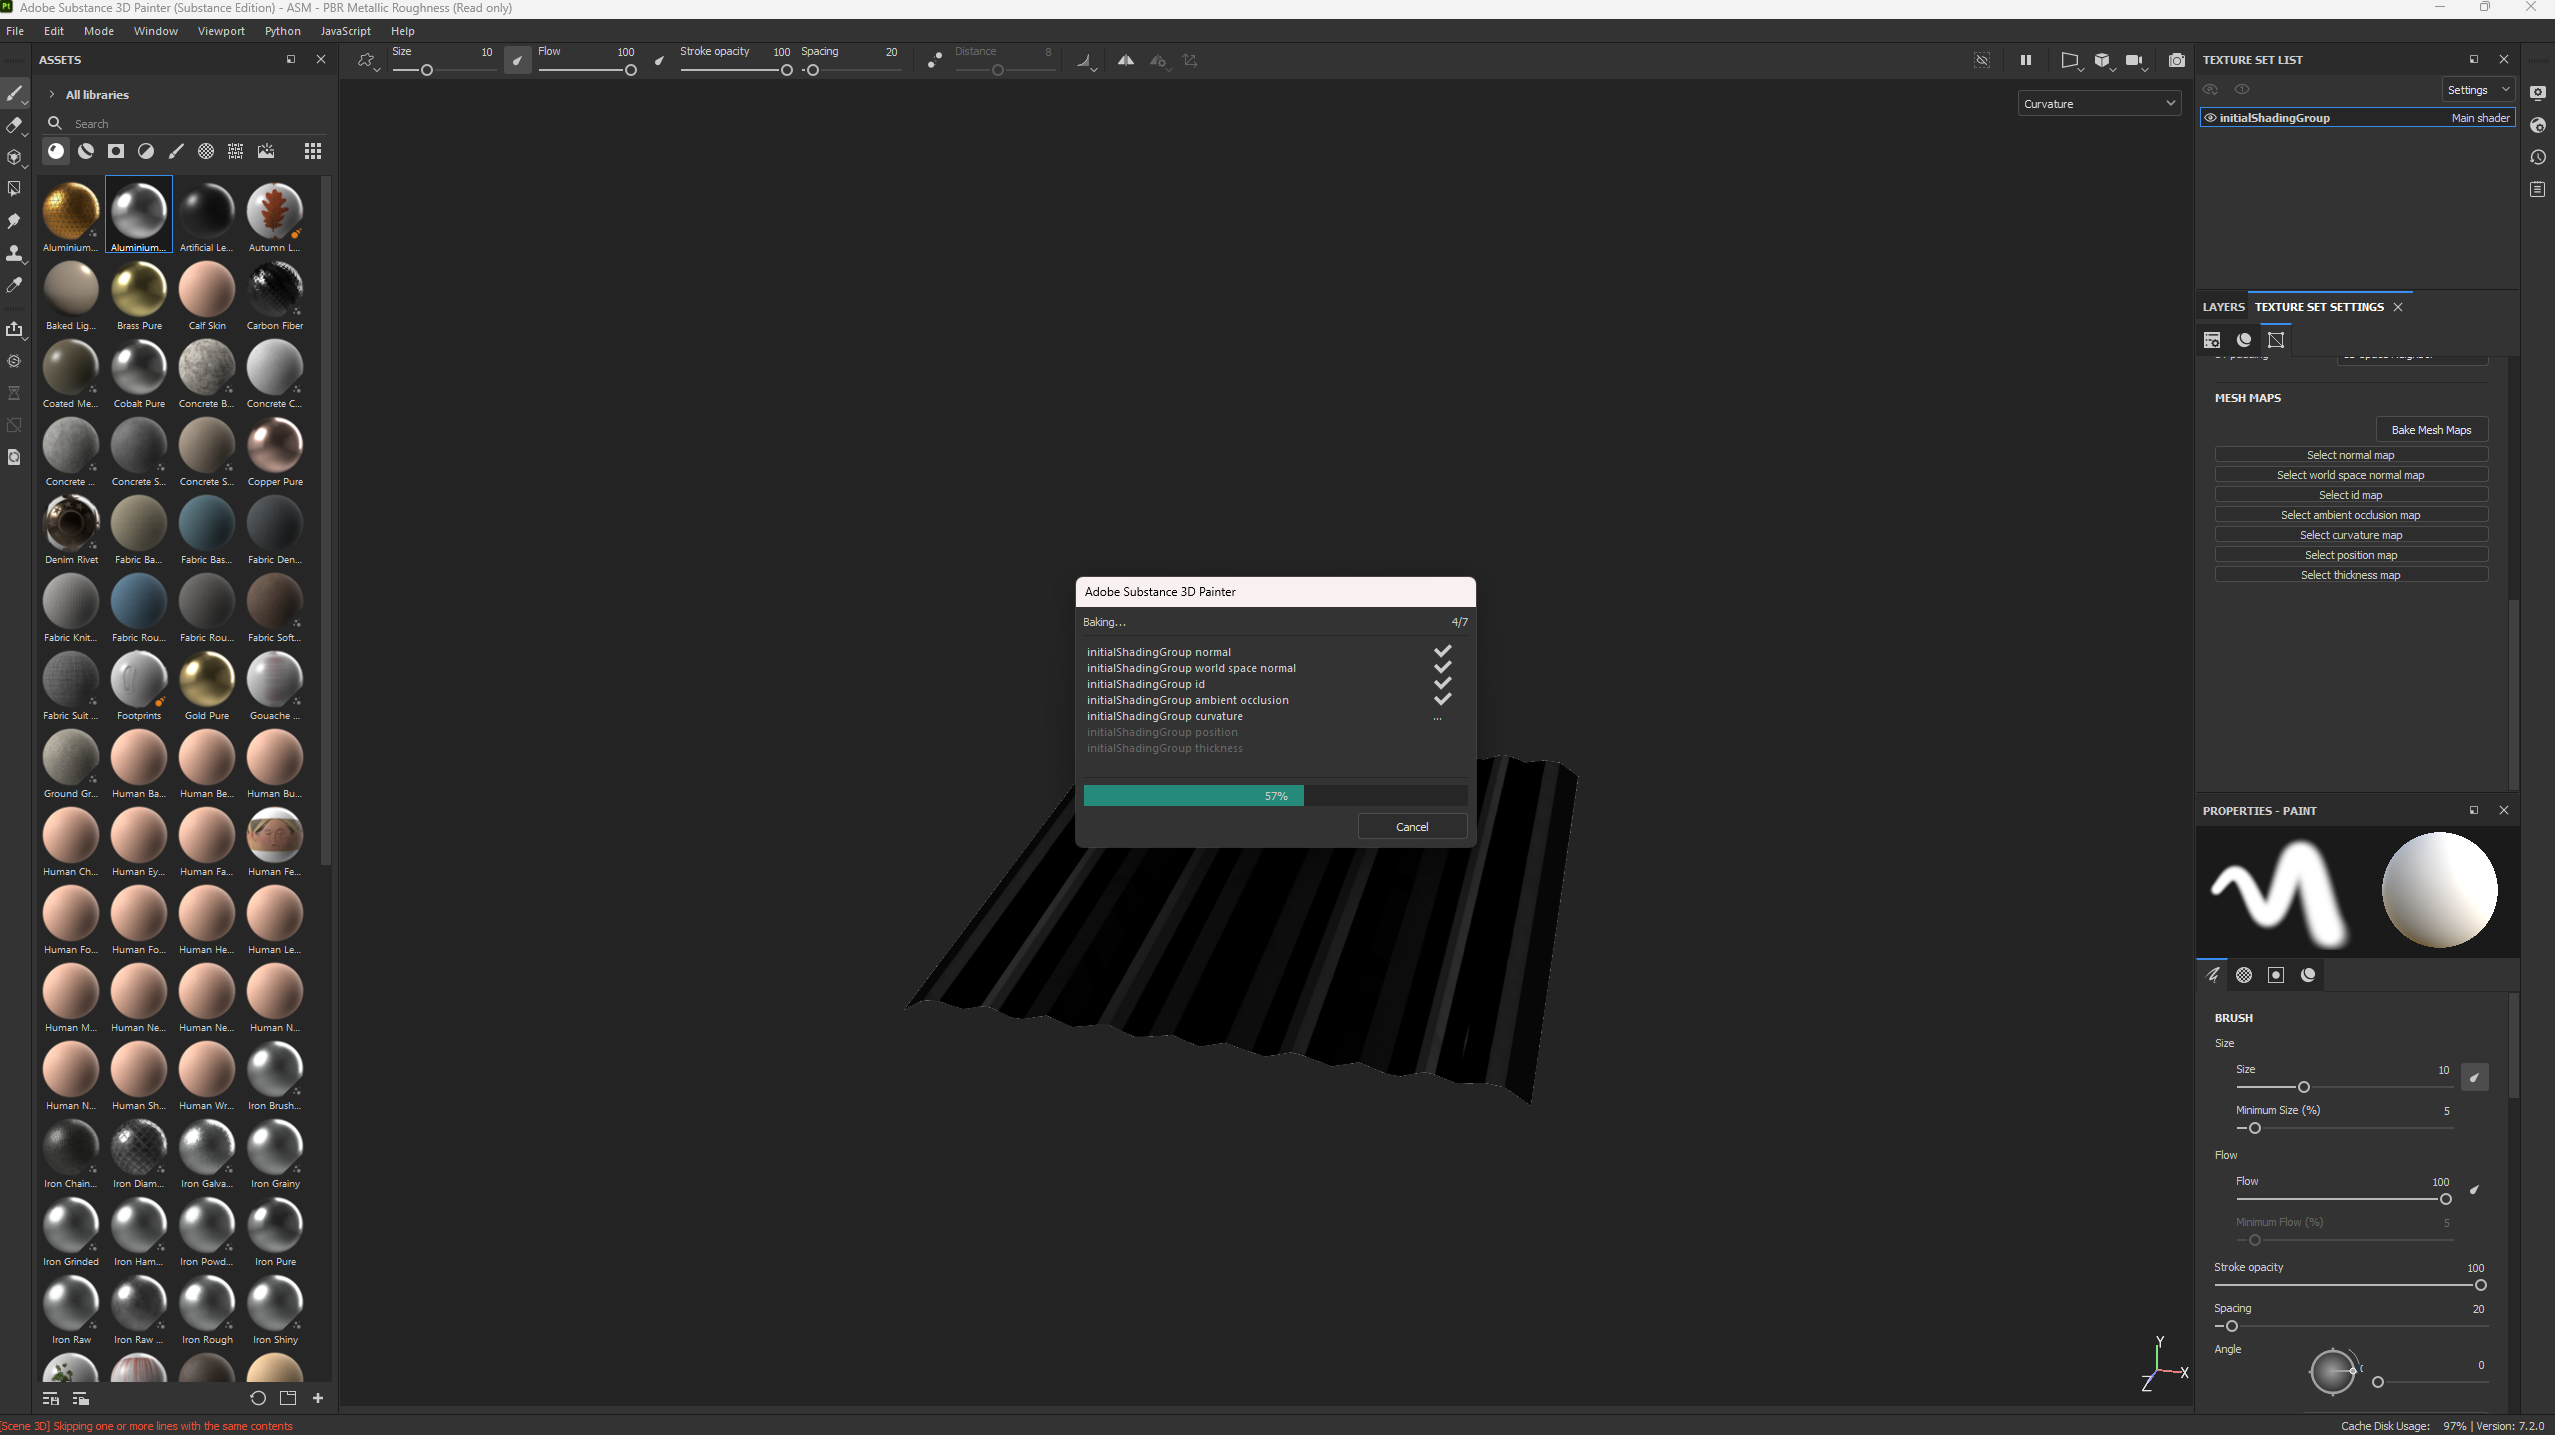 Adobe Substance 3D Painter (Substance Edition) - ASM - PBR Metallic Roughness (Read only)
File Edit Mode Window Viewport Python JavaScript Help
ASSETS
Size 10 Flow 100 Stroke opacity 100 Spacing 20 Distance 8
All libraries
Search
Aluminium... Aluminium... Artificial Le... Autumn L...
Baked Lig... Brass Pure Calf Skin Carbon Fiber
Coated Me... Cobalt Pure Concrete B... Concrete C...
Concrete ... Concrete S... Concrete S... Copper Pure
Denim Rivet Fabric Ba... Fabric Bas... Fabric Den...
Fabric Knit... Fabric Rou... Fabric Rou... Fabric Soft...
Fabric Suit ... Footprints Gold Pure Gouache ...
Ground Gr... Human Ba... Human Be... Human Bu...
Human Ch... Human Ey... Human Fa... Human Fe...
Human Fo... Human Fo... Human He... Human Le...
Human M... Human Ne... Human Ne... Human N...
Human N... Human Sh... Human Wr... Iron Brush...
Iron Chain... Iron Diam... Iron Galva... Iron Grainy
Iron Grinded Iron Ham... Iron Powd... Iron Pure
Iron Raw Iron Raw ... Iron Rough Iron Shiny
[Scene 3D] Skipping one or more lines with the same contents
Curvature
Adobe Substance 3D Painter
Baking... 4/7
initialShadingGroup normal
initialShadingGroup world space normal
initialShadingGroup id
initialShadingGroup ambient occlusion
initialShadingGroup curvature ...
initialShadingGroup position
initialShadingGroup thickness
57%
Cancel
Y
X
Z
TEXTURE SET LIST
Settings
initialShadingGroup Main shader
LAYERS TEXTURE SET SETTINGS
MESH MAPS
Bake Mesh Maps
Select normal map
Select world space normal map
Select id map
Select ambient occlusion map
Select curvature map
Select position map
Select thickness map
PROPERTIES - PAINT
BRUSH
Size
Size 10
Minimum Size (%) 5
Flow
Flow 100
Minimum Flow (%) 5
Stroke opacity 100
Spacing 20
Angle 0
Cache Disk Usage: 97% | Version: 7.2.0